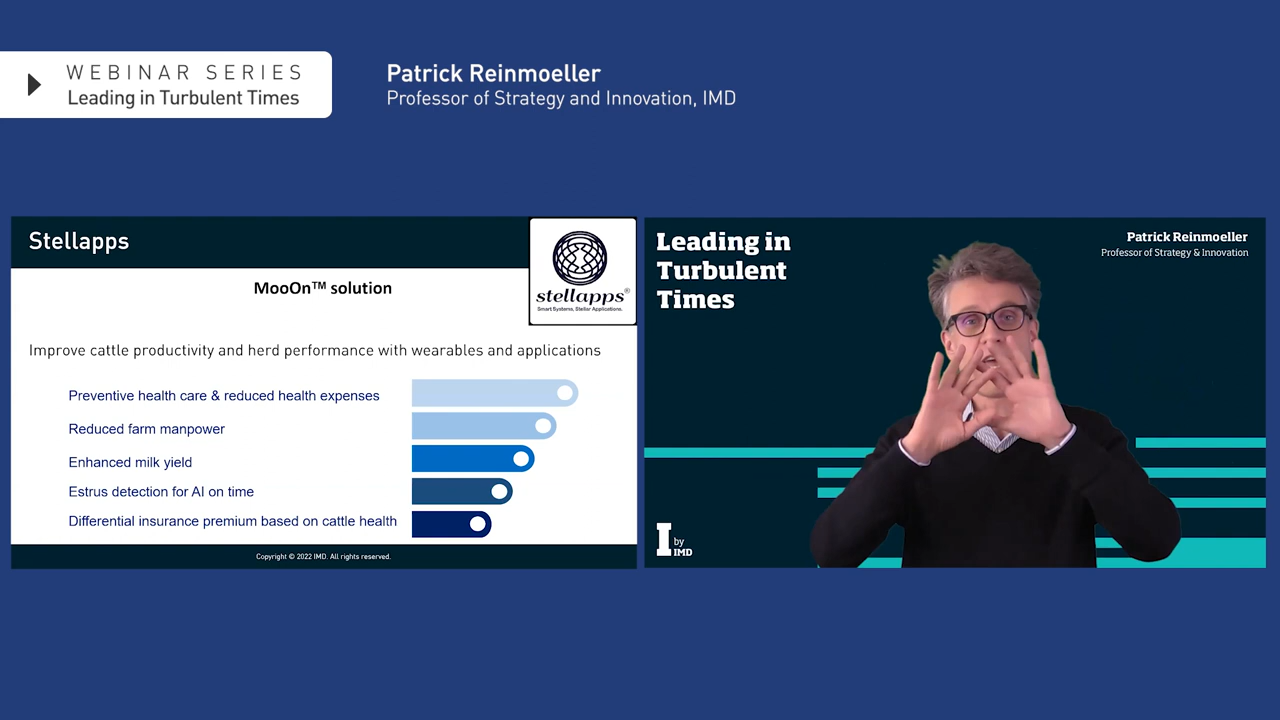 WEBINAR SERIES
Leading in Turbulent Times
Patrick Reinmoeller
Professor of Strategy and Innovation, IMD
Stellapps
stellapps®
Smart Systems, Stellar Applications.
MooOn™ solution
Improve cattle productivity and herd performance with wearables and applications
Preventive health care & reduced health expenses
Reduced farm manpower
Enhanced milk yield
Estrus detection for AI on time
Differential insurance premium based on cattle health
Copyright © 2022 IMD. All rights reserved.
Leading in
Turbulent
Times
Patrick Reinmoeller
Professor of Strategy & Innovation
I by
IMD